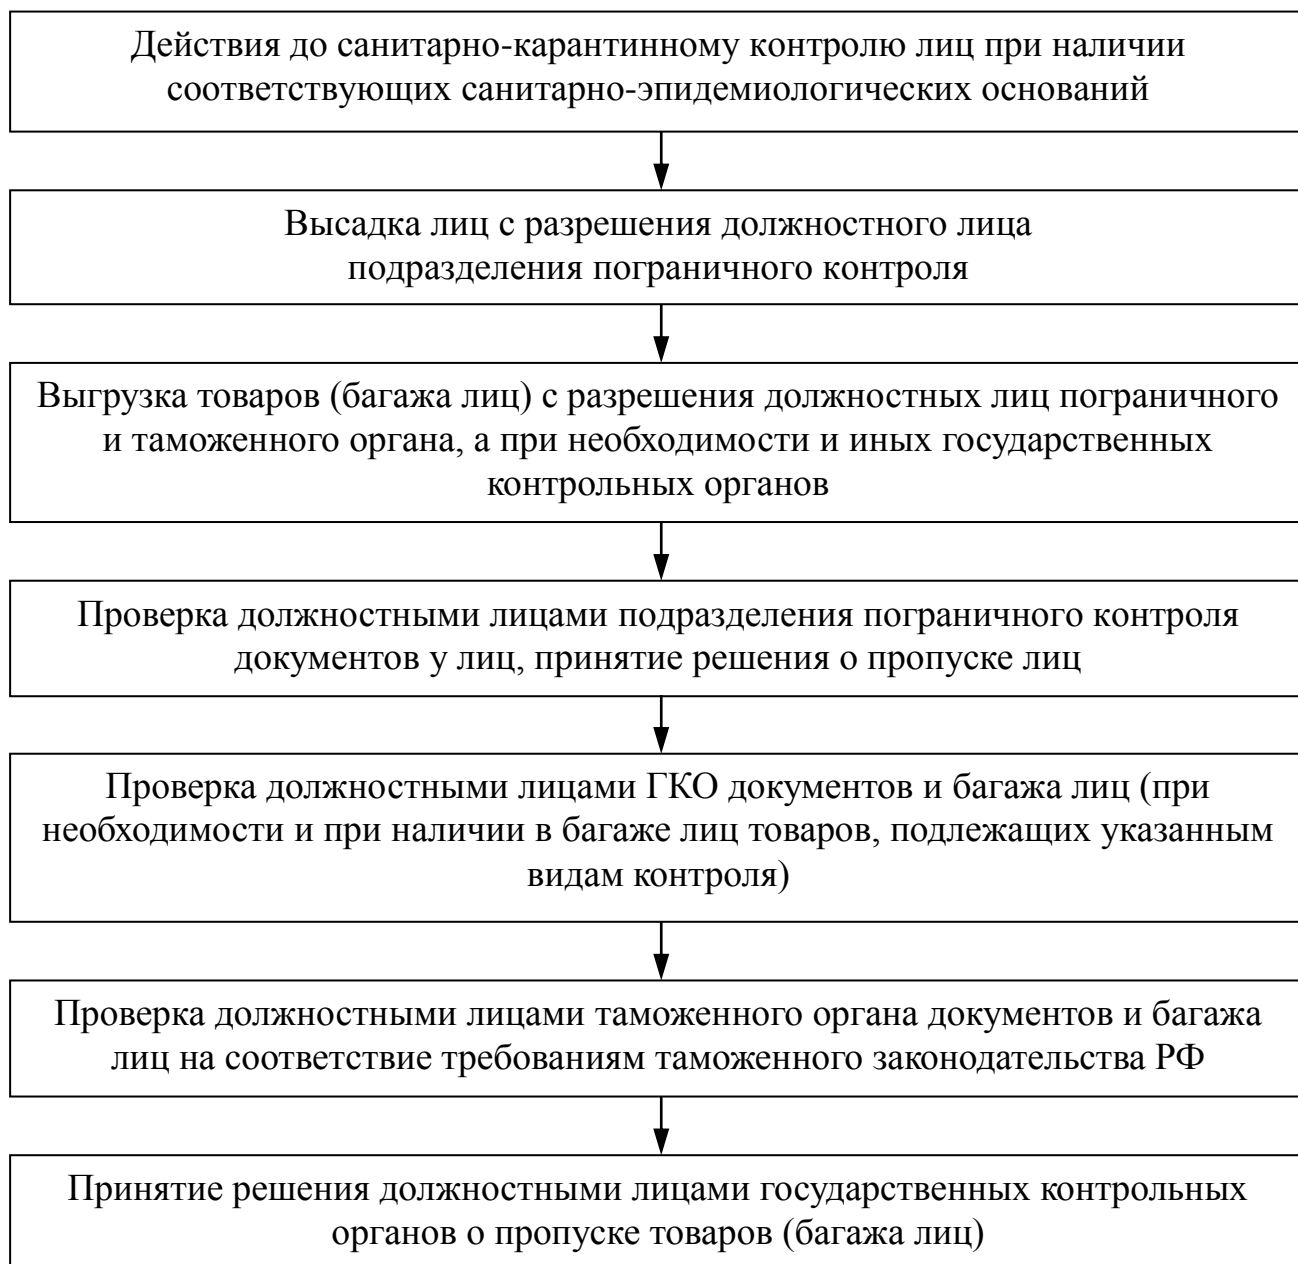 Действия до санитарно-карантинному контролю лиц при наличии
соответствующих санитарно-эпидемиологических оснований
Высадка лиц с разрешения должностного лица
подразделения пограничного контроля
Выгрузка товаров (багажа лиц) с разрешения должностных лиц пограничного
и таможенного органа, а при необходимости и иных государственных
контрольных органов
Проверка должностными лицами подразделения пограничного контроля
документов у лиц, принятие решения о пропуске лиц
Проверка должностными лицами ГКО документов и багажа лиц (при
необходимости и при наличии в багаже лиц товаров, подлежащих указанным
видам контроля)
Проверка должностными лицами таможенного органа документов и багажа
лиц на соответствие требованиям таможенного законодательства РФ
Принятие решения должностными лицами государственных контрольных
органов о пропуске товаров (багажа лиц)